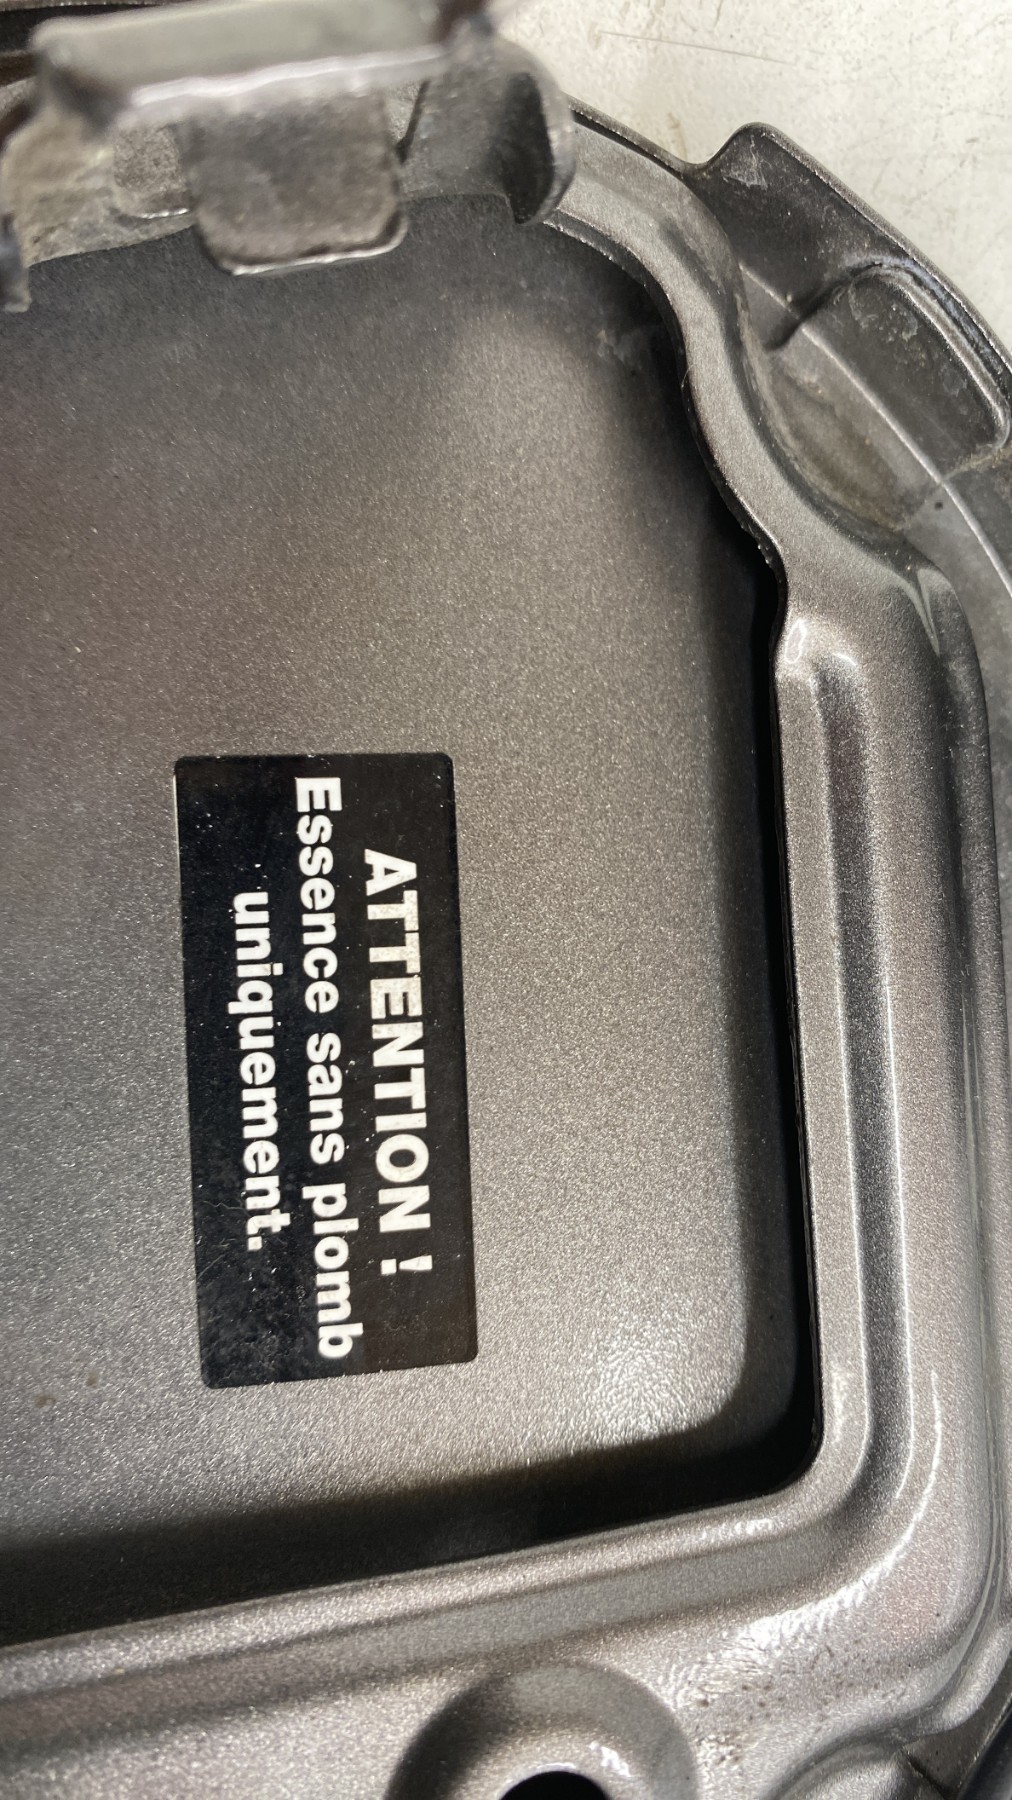 ATTENTION !
Essence sans plomb
uniquement.